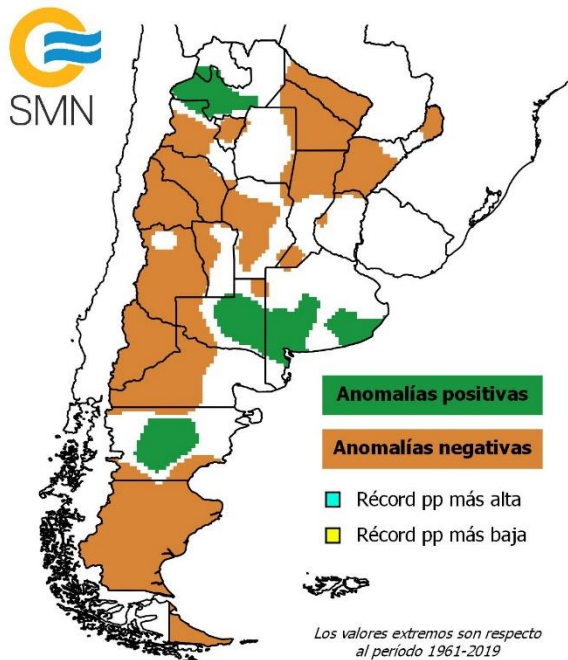 SMN
Anomalías positivas
Anomalías negativas
Récord pp más alta
Récord pp más baja
Los valores extremos son respecto
al período 1961-2019